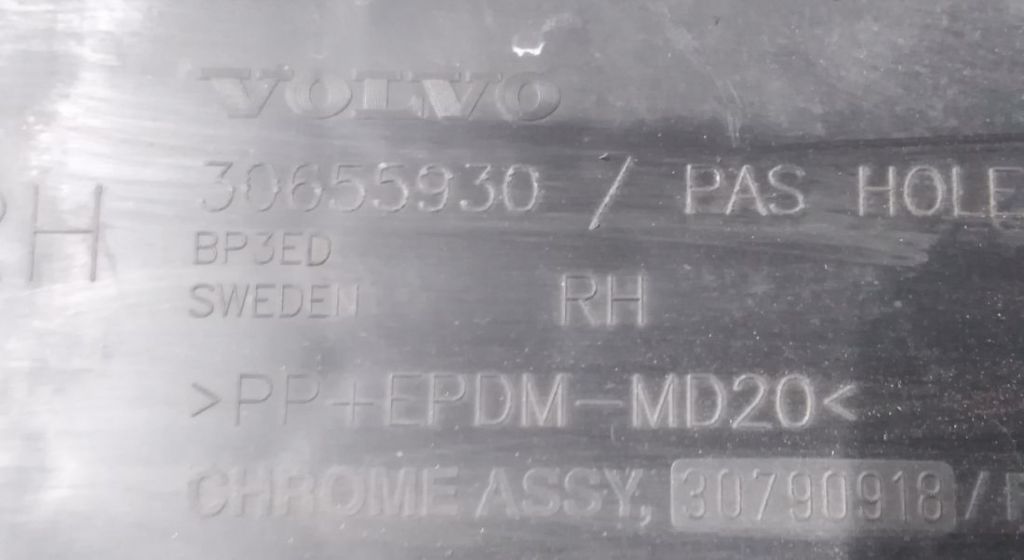 VOLVO
30655930 / PAS HOLE
RH
BP3ED
SWEDEN RH
>PP+EPDM-MD20<
CHROME ASSY, 30790918 /